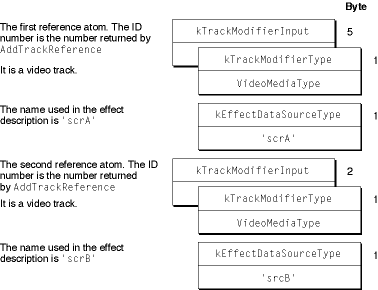 Byte
The first reference atom. The ID
number is the number returned by
AddTrackReference
It is a video track.
kTrackModifierInput 5
kTrackModifierType 1
VideoMediaType
The name used in the effect
description is 'scrA'
kEffectDataSourceType 1
'scrA'
The second reference atom. The ID
number is the number returned
by AddTrackReference
It is a video track.
kTrackModifierInput 2
kTrackModifierType 1
VideoMediaType
The name used in the effect
description is 'scrB'
kEffectDataSourceType 1
'srcB'